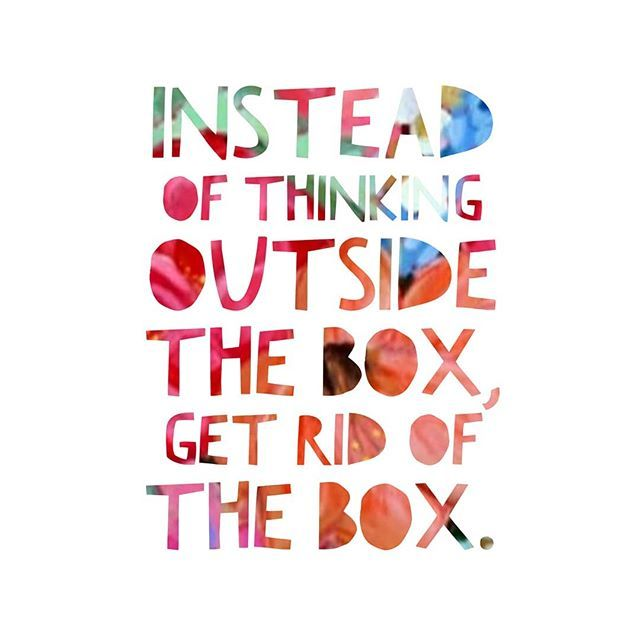 INSTEAD
OF THINKING
OUTSIDE
THE BOX,
GET RID OF
THE BOX.